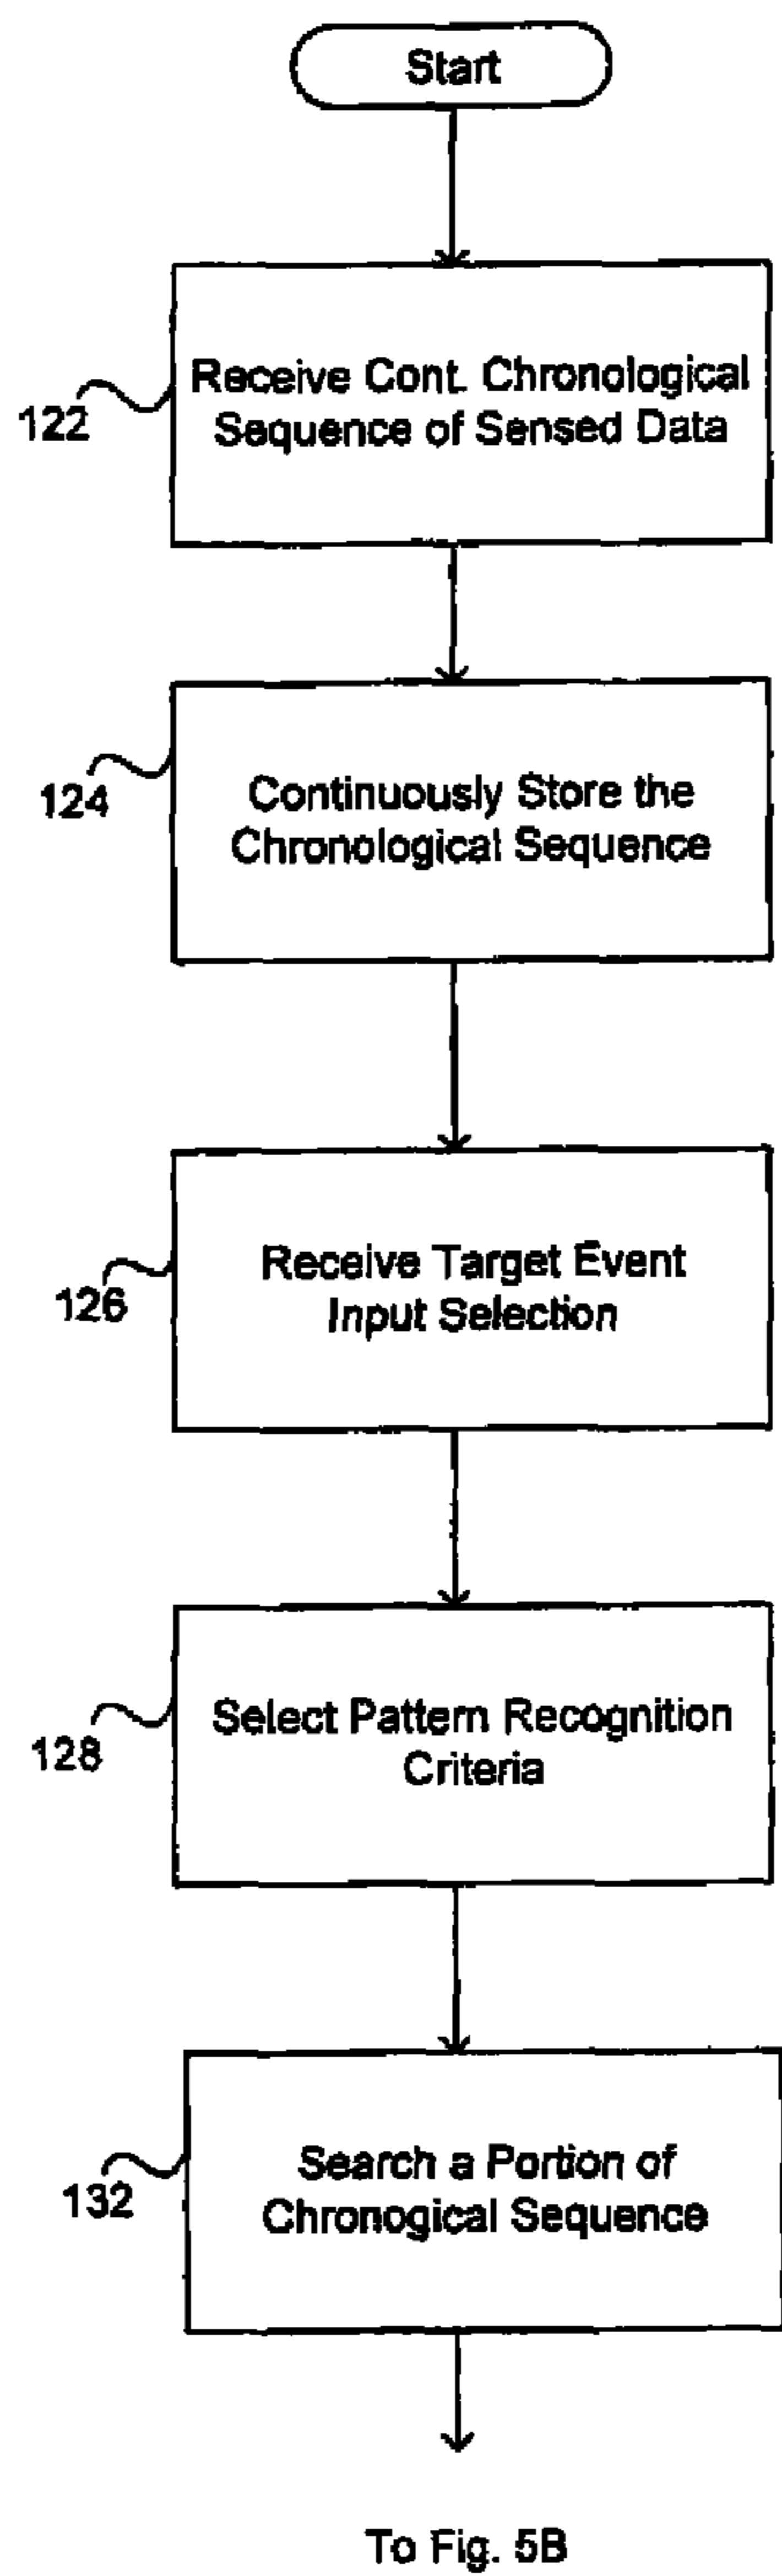 Start
Receive Cont. Chronological
Sequence of Sensed Data
122
Continuously Store the
Chronological Sequence
124
Receive Target Event
Input Selection
126
Select Pattern Recognition
Criteria
128
Search a Portion of
Chronogical Sequence
132
To Fig. 5B